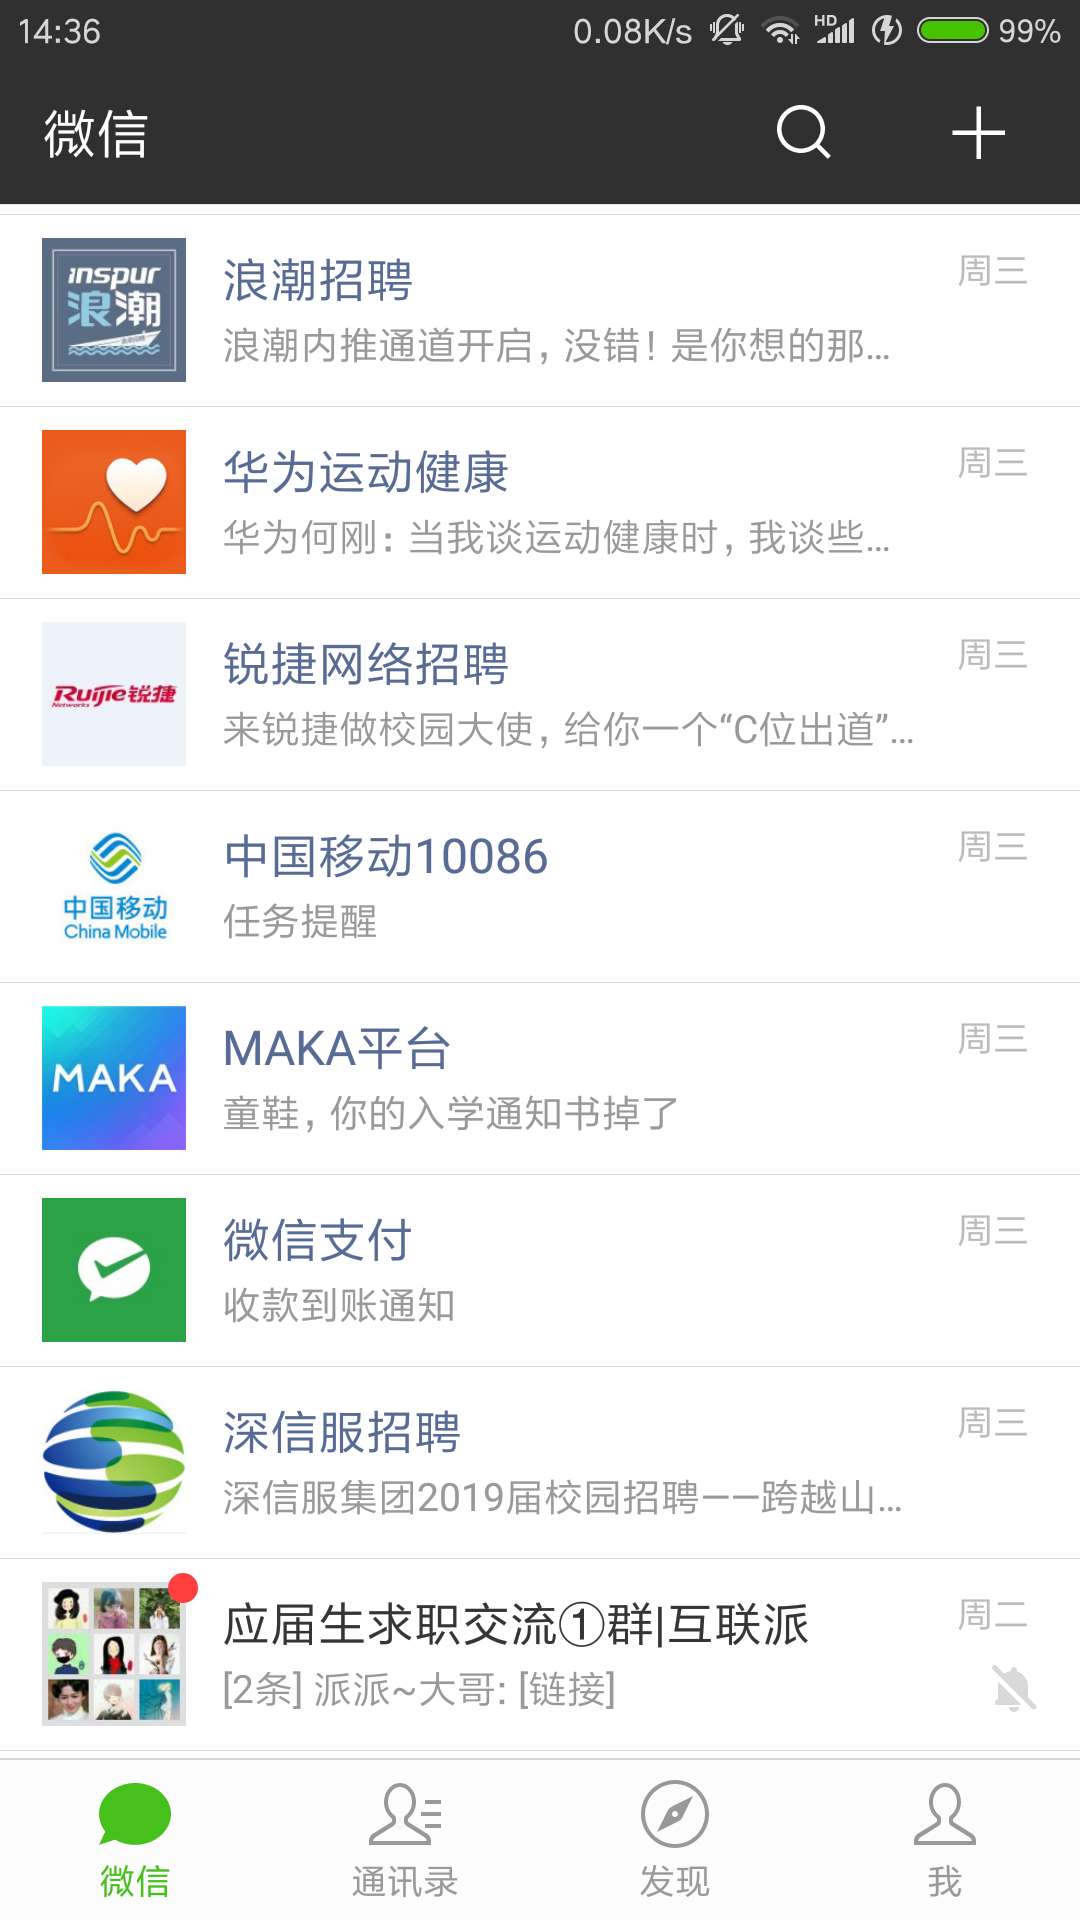 14:36
0.08K/s
HD
99%
微信
inspur
浪潮
浪潮招聘
周三
浪潮内推通道开启，没错！是你想的那...
华为运动健康
周三
华为何刚：当我谈运动健康时，我谈些...
Ruijie锐捷
Networks
锐捷网络招聘
周三
来锐捷做校园大使，给你一个“C位出道”...
中国移动
China Mobile
中国移动10086
周三
任务提醒
MAKA
MAKA平台
周三
童鞋，你的入学通知书掉了
微信支付
周三
收款到账通知
深信服招聘
周三
深信服集团2019届校园招聘——跨越山...
应届生求职交流①群|互联派
周二
[2条] 派派~大哥: [链接]
微信
通讯录
发现
我